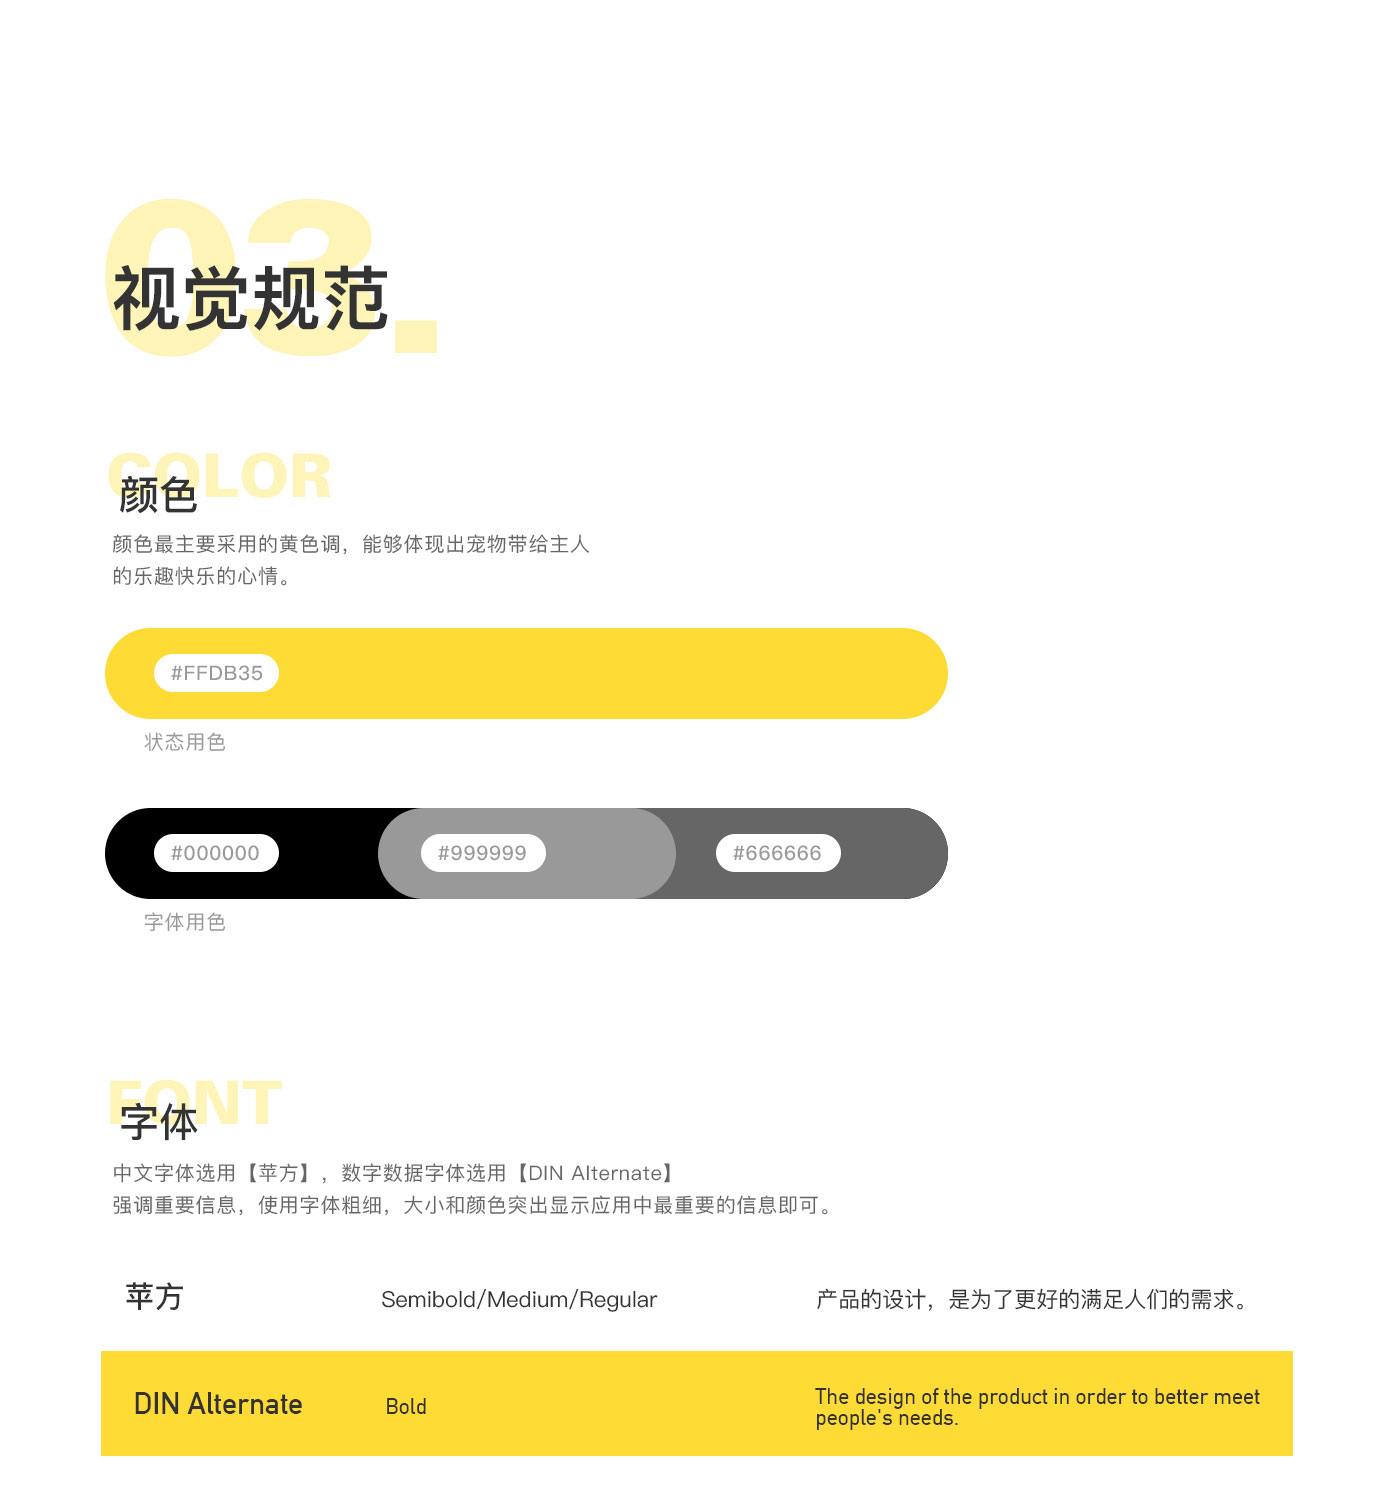 03.
视觉规范
COLOR
颜色
颜色最主要采用的黄色调，能够体现出宠物带给主人
的乐趣快乐的心情。
#FFDB35
状态用色
#000000
#999999
#666666
字体用色
FONT
字体
中文字体选用【苹方】，数字数据字体选用【DIN Alternate】
强调重要信息，使用字体粗细，大小和颜色突出显示应用中最重要的信息即可。
苹方
Semibold/Medium/Regular
产品的设计，是为了更好的满足人们的需求。
DIN Alternate
Bold
The design of the product in order to better meet
people's needs.